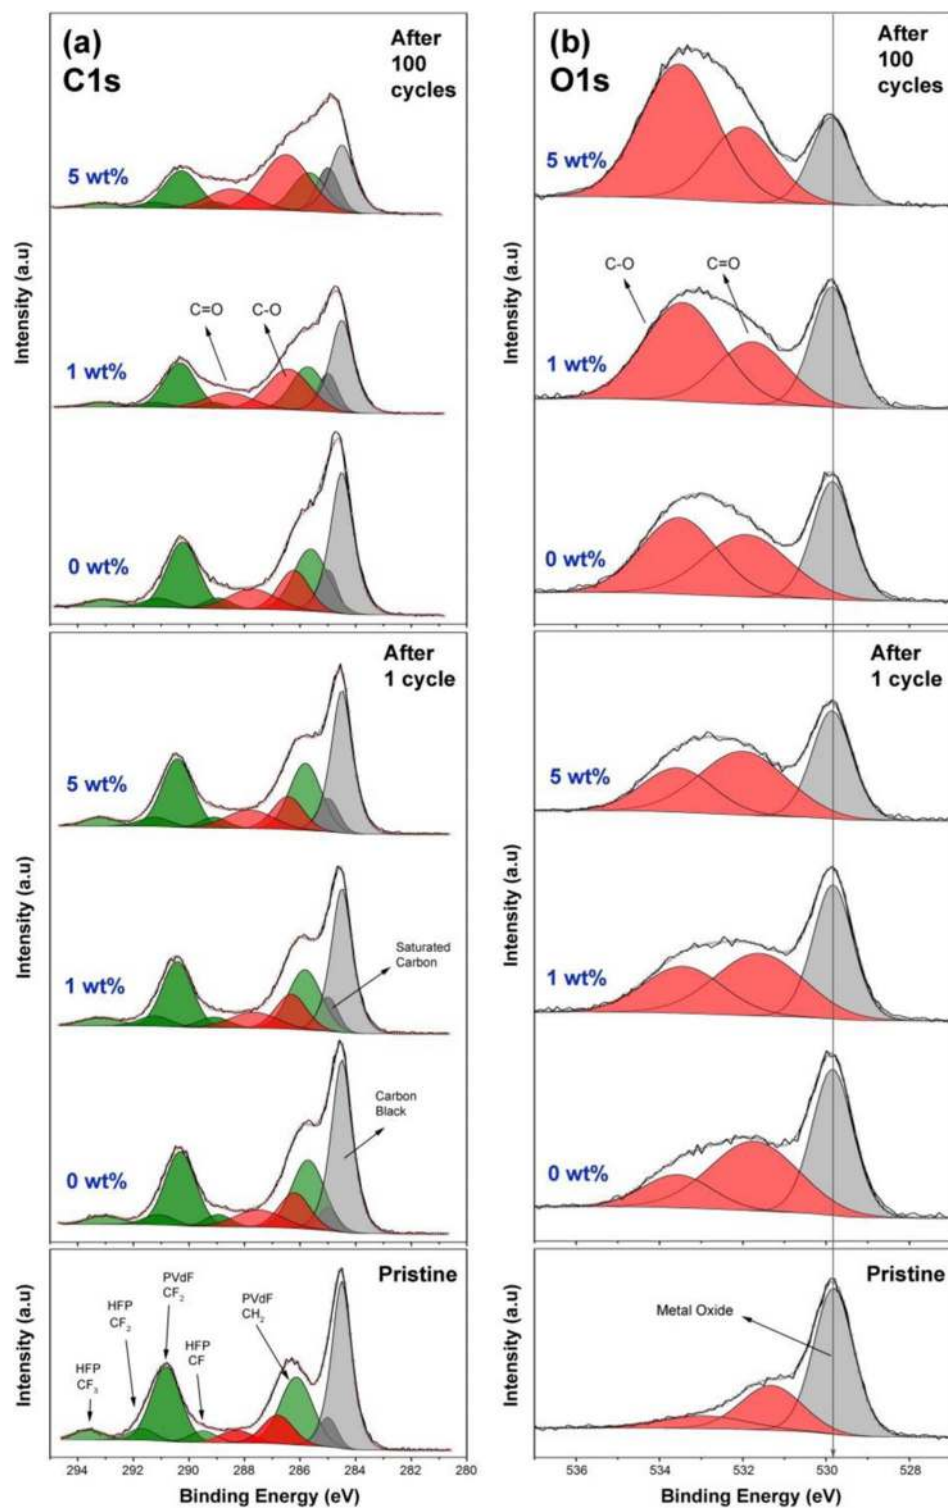 (a)
C1s
After
100
cycles
5 wt%
C=O
C-O
1 wt%
0 wt%
Intensity (a.u)
After
1 cycle
5 wt%
1 wt%
Saturated
Carbon
Carbon
Black
0 wt%
Intensity (a.u)
Intensity (a.u)
Intensity (a.u)
Pristine
HFP
CF3
HFP
CF2
PVdF
CF2
HFP
CF
PVdF
CH2
Intensity (a.u)
294 292 290 288 286 284 282 280
Binding Energy (eV)
(b)
O1s
After
100
cycles
5 wt%
C-O
C=O
1 wt%
0 wt%
Intensity (a.u)
Intensity (a.u)
After
1 cycle
5 wt%
1 wt%
0 wt%
Intensity (a.u)
Intensity (a.u)
Pristine
Metal Oxide
Intensity (a.u)
536 534 532 530 528
Binding Energy (eV)